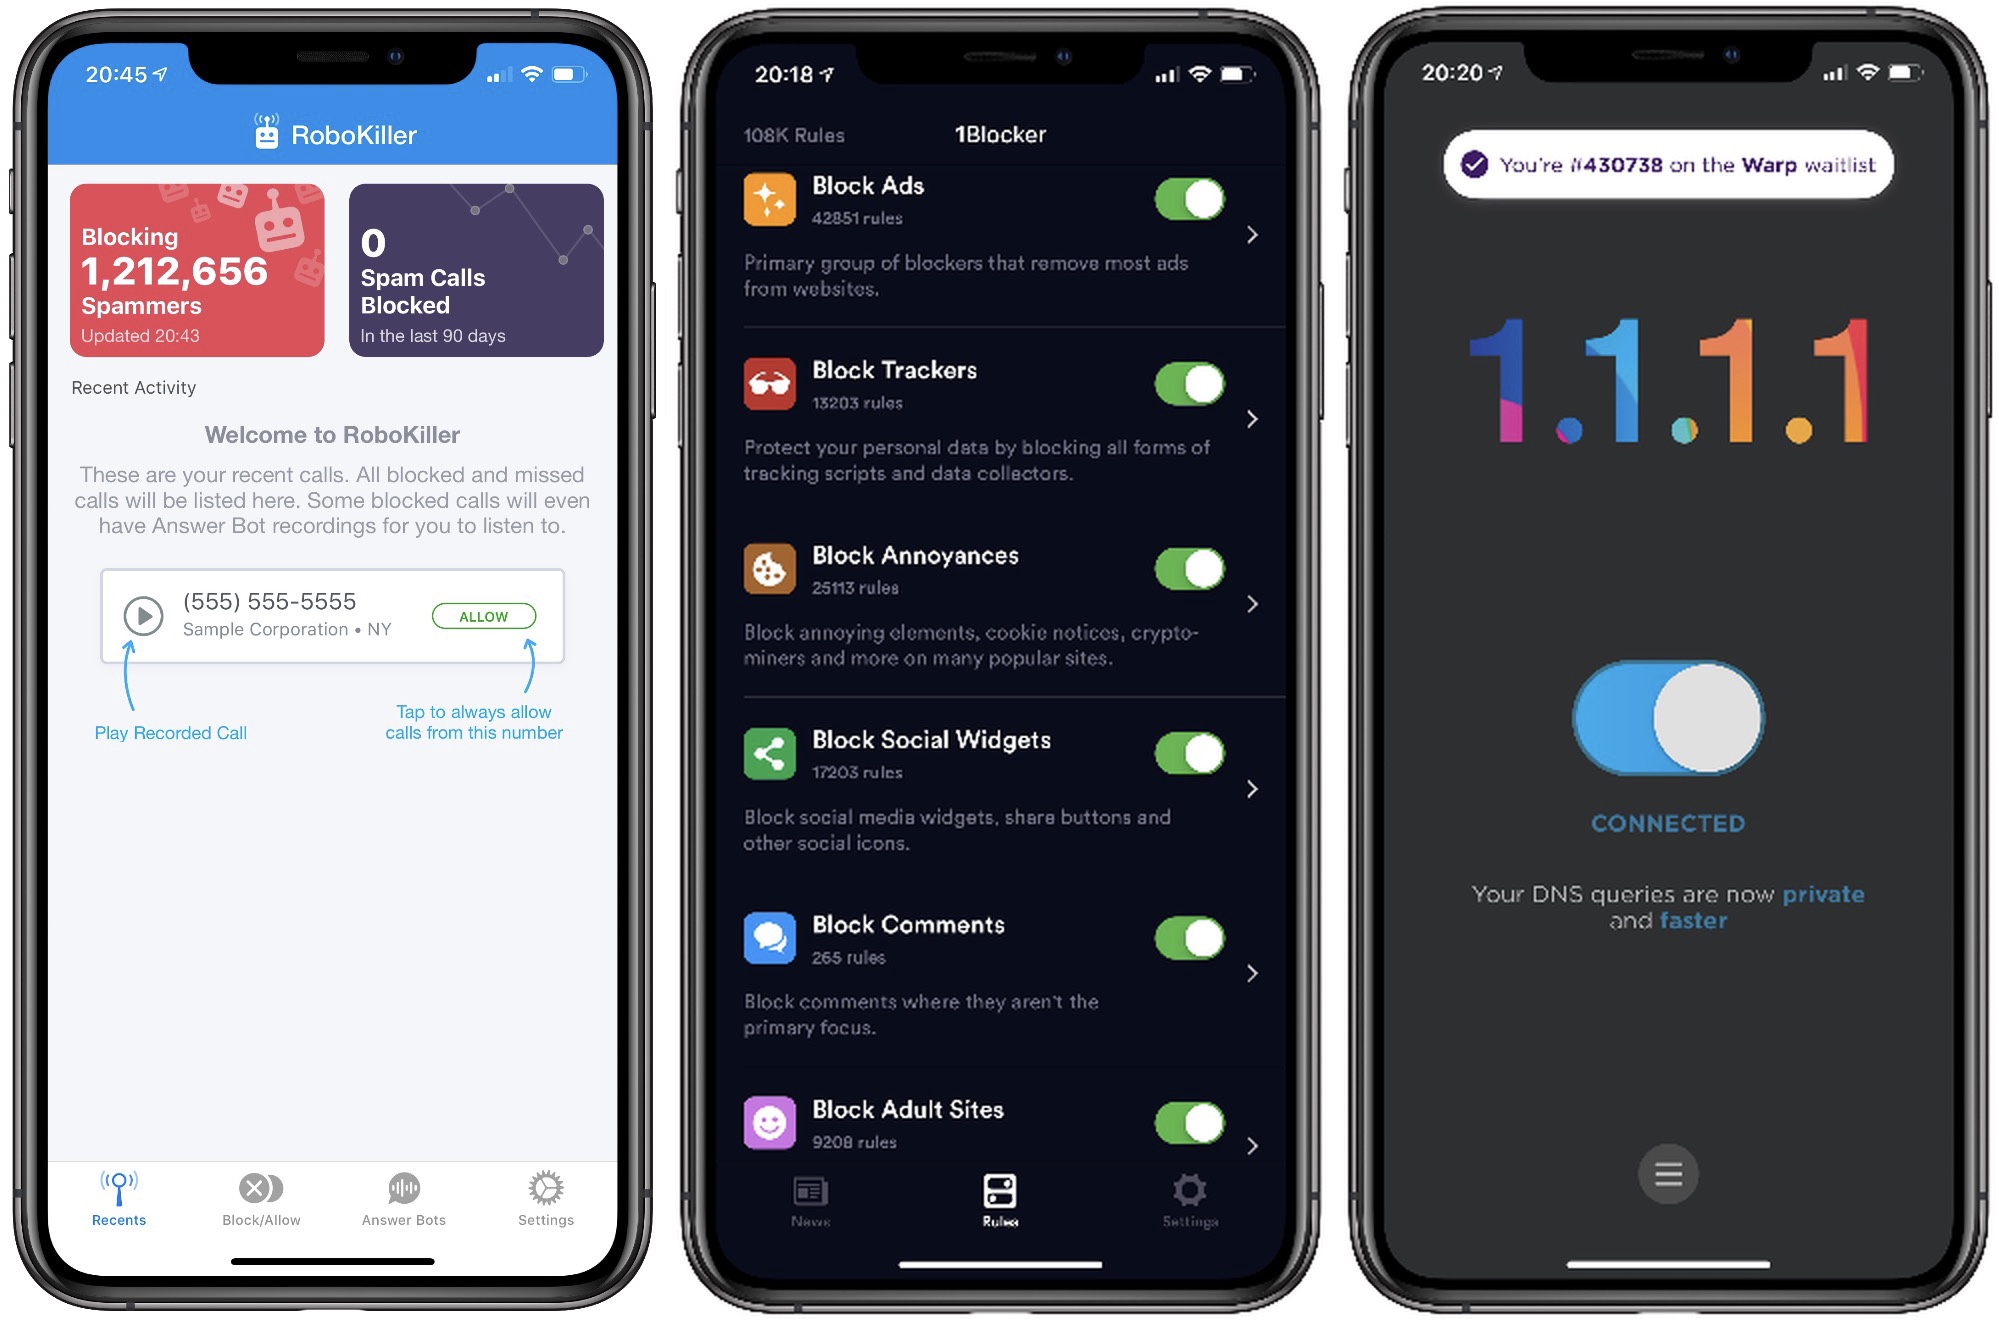 20:45
RoboKiller
Blocking
1,212,656
Spammers
Updated 20:43
0
Spam Calls
Blocked
In the last 90 days
Recent Activity
Welcome to RoboKiller
These are your recent calls. All blocked and missed
calls will be listed here. Some blocked calls will even
have Answer Bot recordings for you to listen to.
(555) 555-5555
Sample Corporation • NY
ALLOW
Play Recorded Call
Tap to always allow
calls from this number
Recents
Block/Allow
Answer Bots
Settings
20:18
108K Rules
1Blocker
Block Ads
42851 rules
Primary group of blockers that remove most ads
from websites.
Block Trackers
13203 rules
Protect your personal data by blocking all forms of
tracking scripts and data collectors.
Block Annoyances
25113 rules
Block annoying elements, cookie notices, crypto-
miners and more on many popular sites.
Block Social Widgets
17203 rules
Block social media widgets, share buttons and
other social icons.
Block Comments
265 rules
Block comments where they aren't the
primary focus.
Block Adult Sites
9208 rules
News
Rules
Settings
20:20
You're #430738 on the Warp waitlist
1.1.1.1
CONNECTED
Your DNS queries are now private
and faster